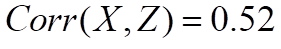 Corr(X,Z) = 0.52